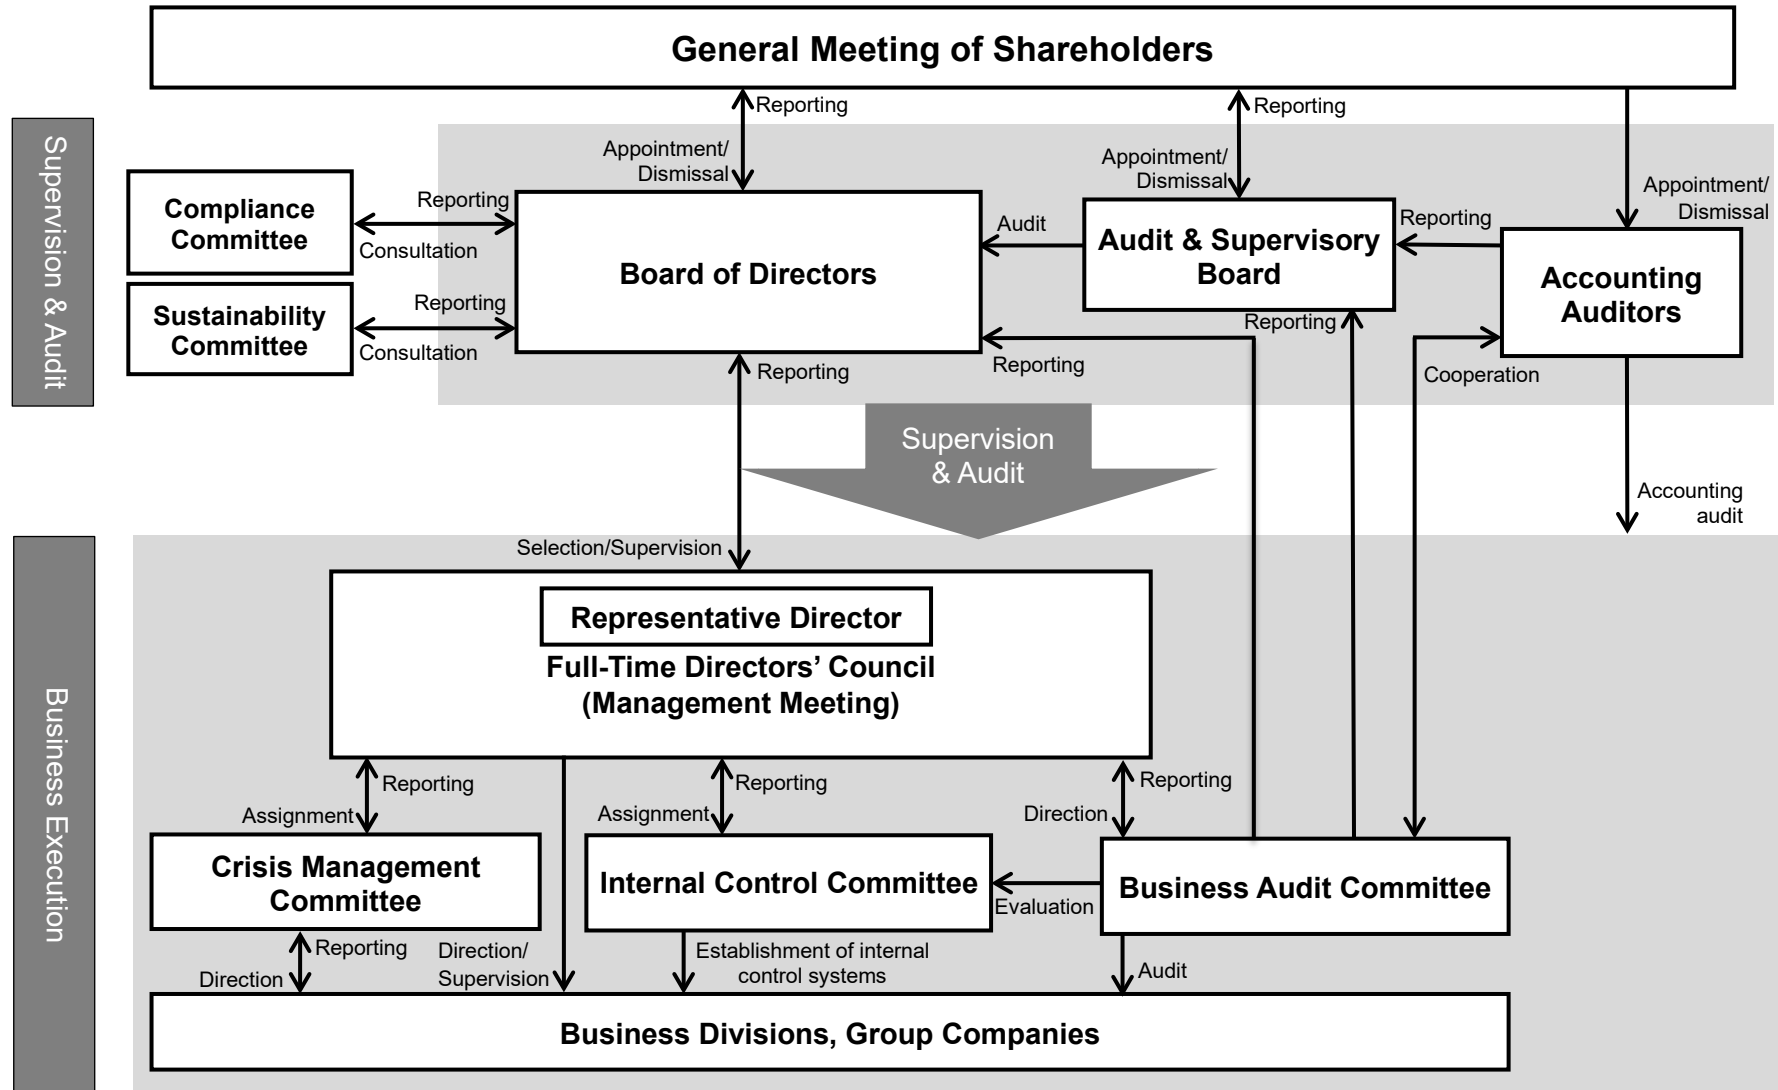 General Meeting of Shareholders
Reporting
Reporting
Supervision & Audit
Appointment/
Dismissal
Appointment/
Dismissal
Appointment/
Dismissal
Compliance
Committee
Reporting
Consultation
Board of Directors
Audit
Audit & Supervisory
Board
Reporting
Accounting
Auditors
Sustainability
Committee
Reporting
Consultation
Reporting
Reporting
Reporting
Cooperation
Supervision
& Audit
Accounting
audit
Business Execution
Selection/Supervision
Representative Director
Full-Time Directors’ Council
(Management Meeting)
Reporting
Assignment
Reporting
Assignment
Reporting
Direction
Crisis Management
Committee
Internal Control Committee
Evaluation
Business Audit Committee
Reporting
Direction
Direction/
Supervision
Establishment of internal
control systems
Audit
Business Divisions, Group Companies